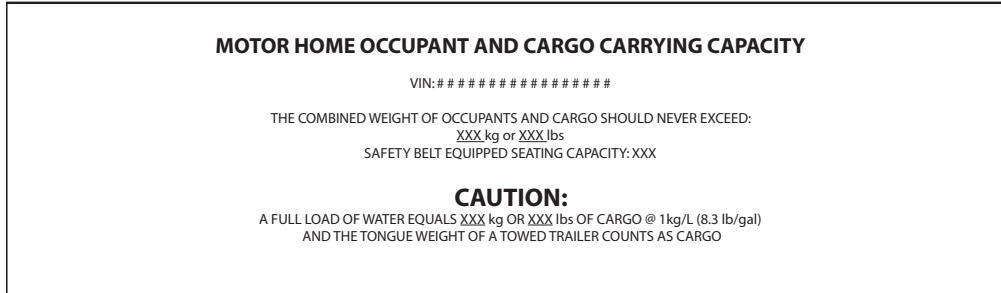 MOTOR HOME OCCUPANT AND CARGO CARRYING CAPACITY
VIN: # # # # # # # # # # # # # # # # #
THE COMBINED WEIGHT OF OCCUPANTS AND CARGO SHOULD NEVER EXCEED:
XXX kg or XXX lbs
SAFETY BELT EQUIPPED SEATING CAPACITY: XXX
CAUTION:
A FULL LOAD OF WATER EQUALS XXX kg OR XXX lbs OF CARGO @ 1kg/L (8.3 lb/gal)
AND THE TONGUE WEIGHT OF A TOWED TRAILER COUNTS AS CARGO